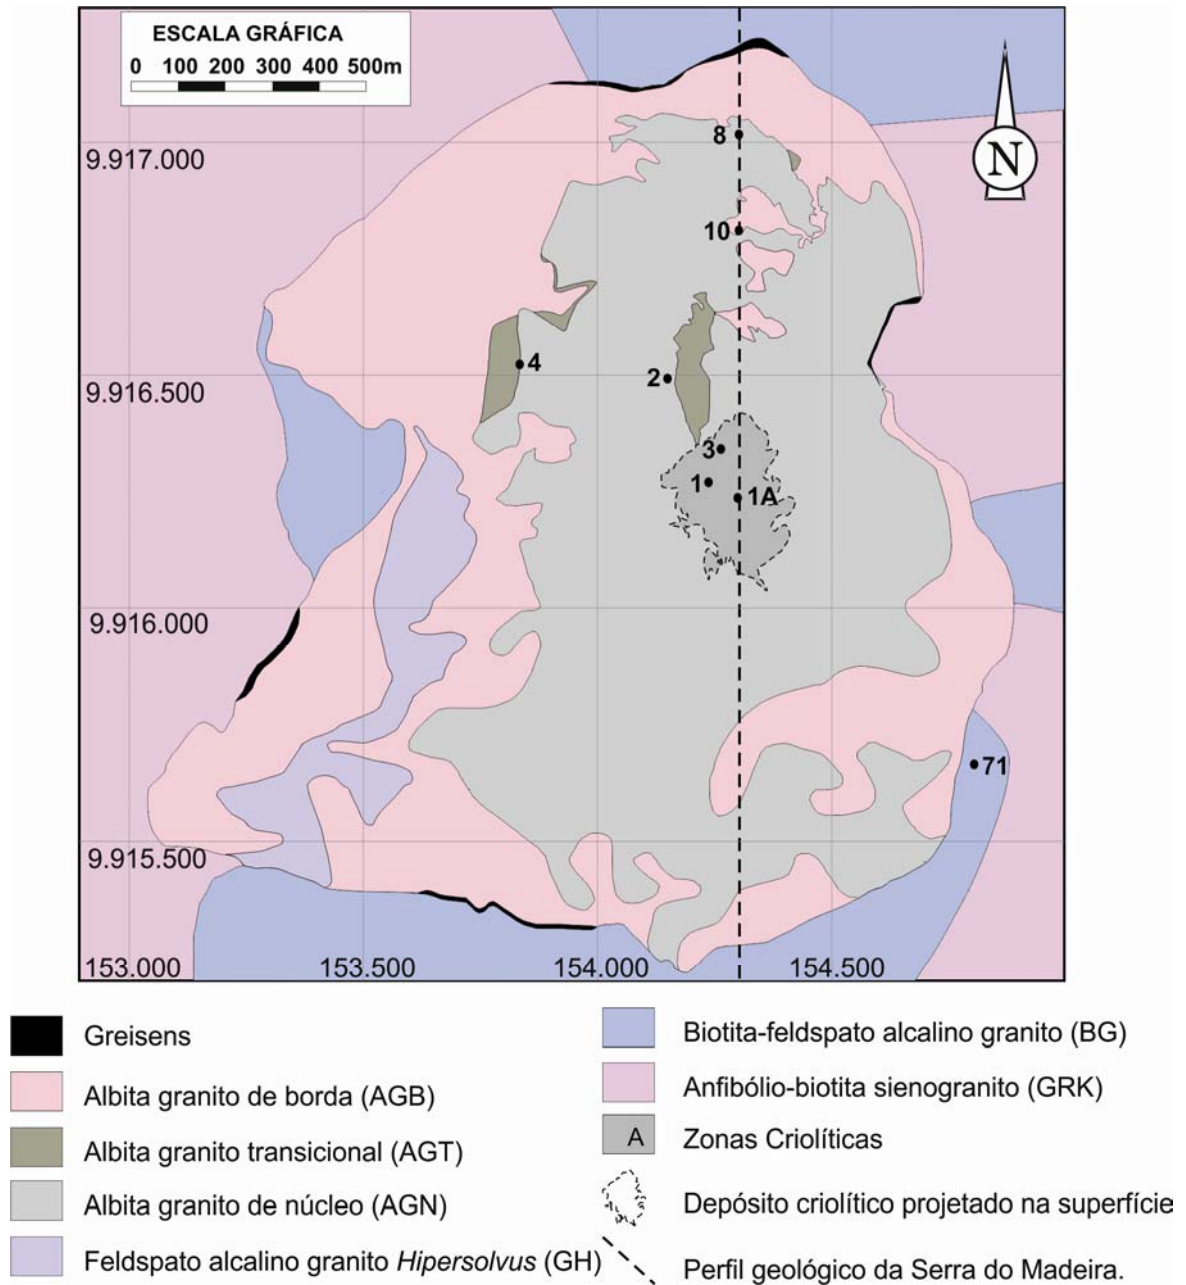 ESCALA GRÁFICA
0 100 200 300 400 500m
N
8
9.917.000
10
4
2
9.916.500
3
1
1A
9.916.000
71
9.915.500
153.000
153.500
154.000
154.500
Greisens
Albita granito de borda (AGB)
Albita granito transicional (AGT)
Albita granito de núcleo (AGN)
Feldspato alcalino granito Hipersolvus (GH)
Biotita-feldspato alcalino granito (BG)
Anfibólio-biotita sienogranito (GRK)
A Zonas Criolíticas
Depósito criolítico projetado na superfície
Perfil geológico da Serra do Madeira.